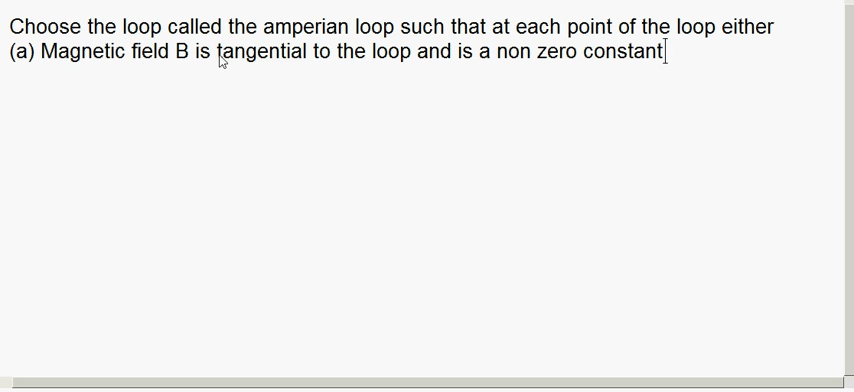 Choose the loop called the amperian loop such that at each point of the loop either
(a) Magnetic field B is tangential to the loop and is a non zero constant